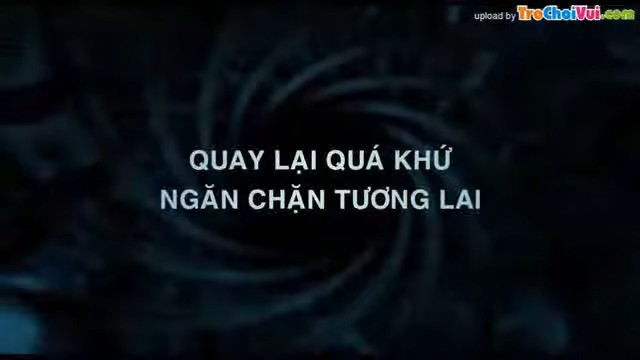 upload by TroChoiVui.com
QUAY LẠI QUÁ KHỨ
NGĂN CHẶN TƯƠNG LAI